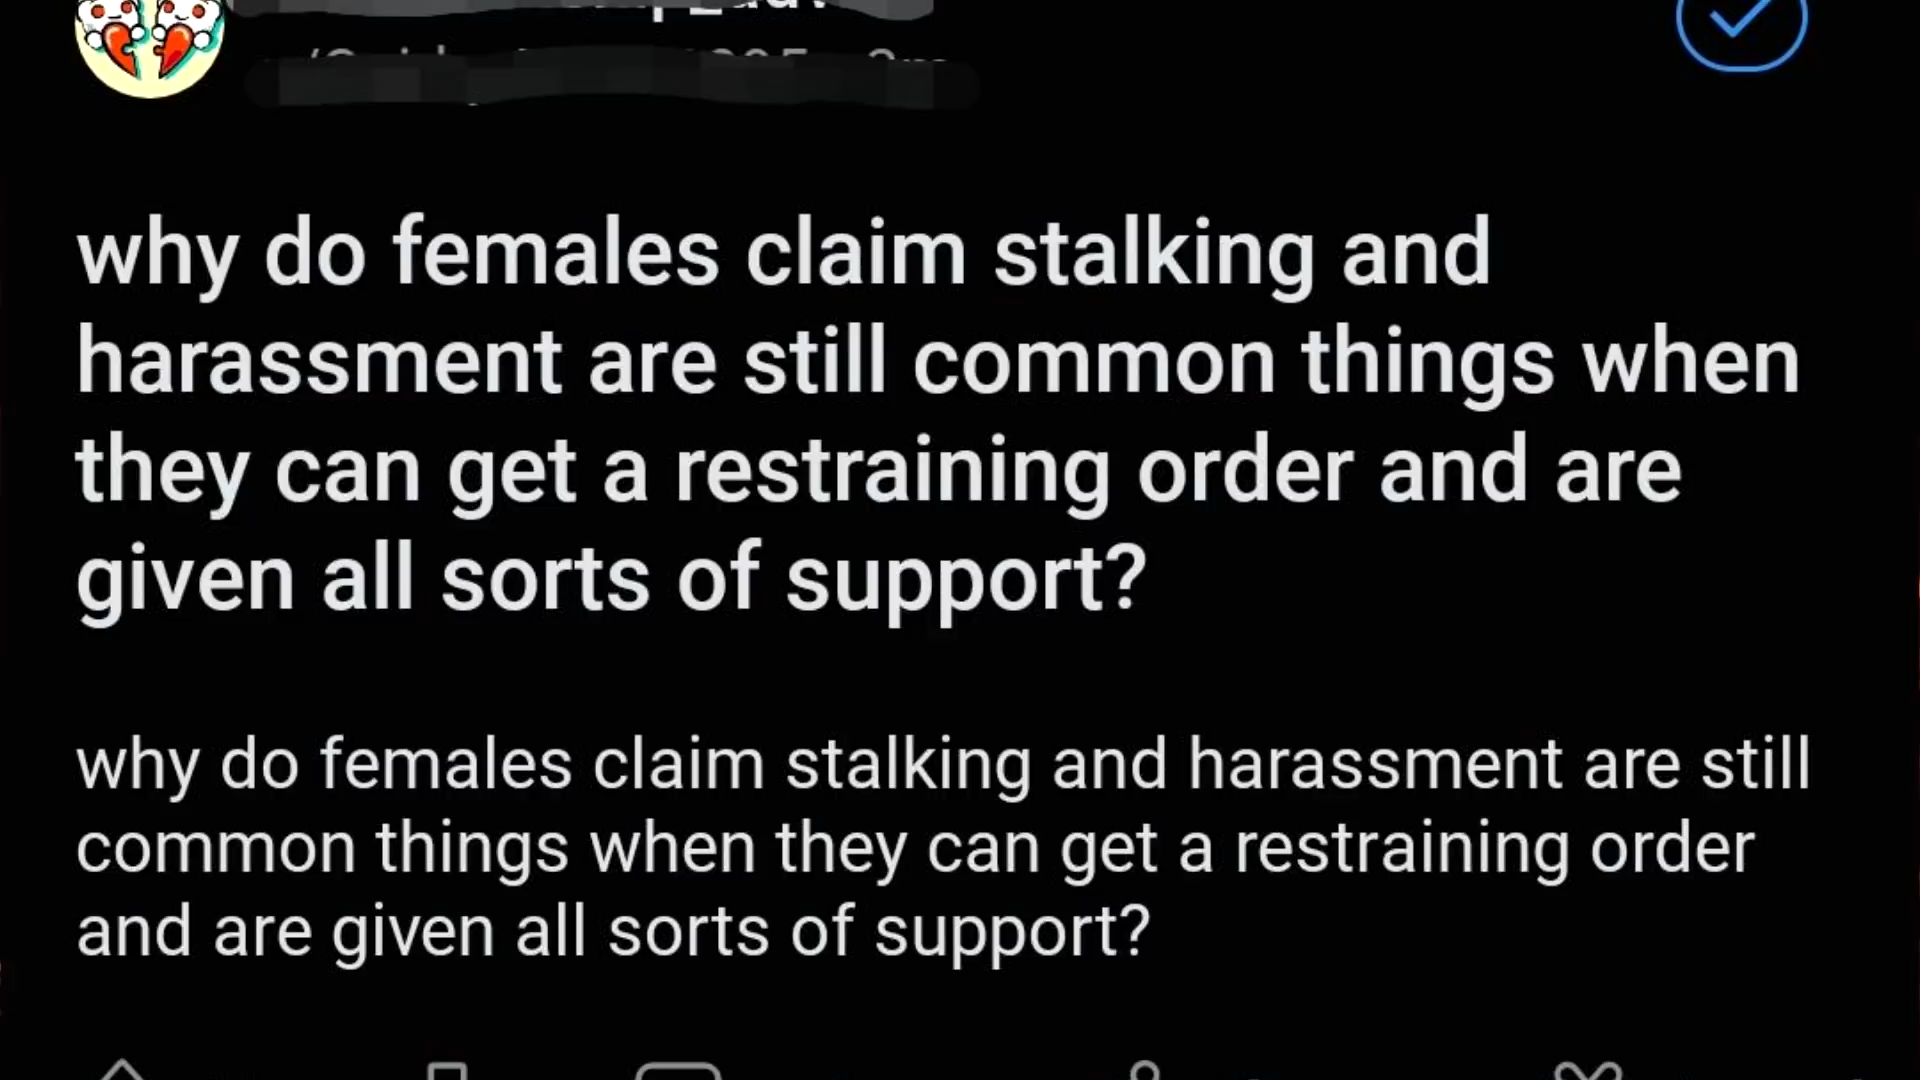 why do females claim stalking and
harassment are still common things when
they can get a restraining order and are
given all sorts of support?
why do females claim stalking and harassment are still
common things when they can get a restraining order
and are given all sorts of support?